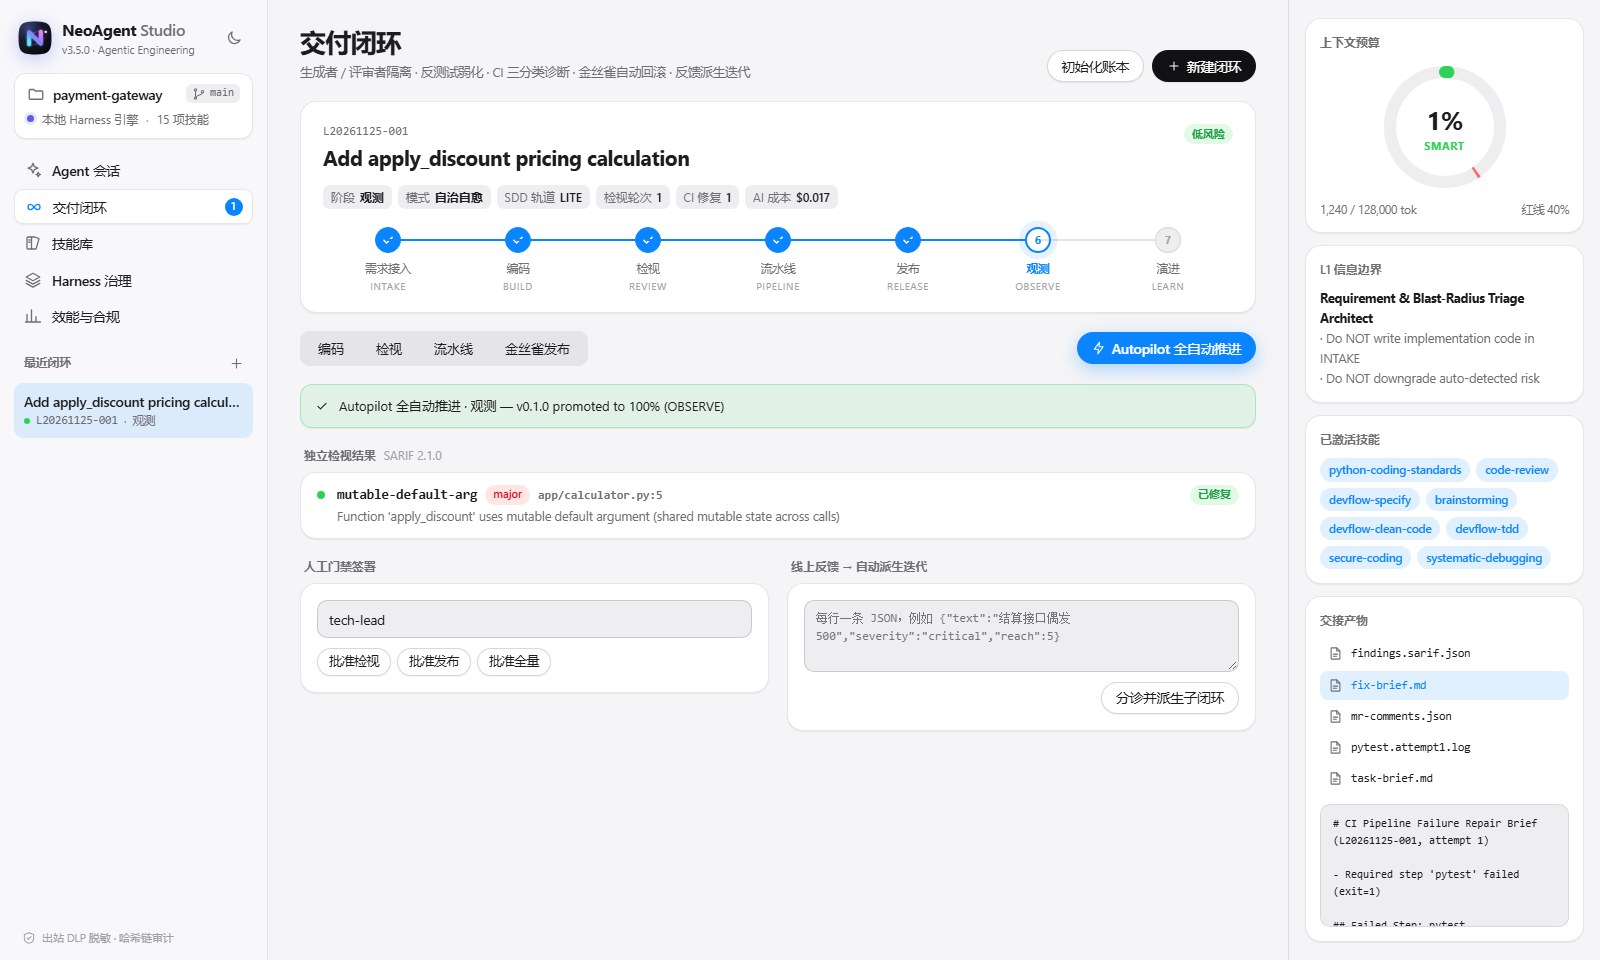 NeoAgent Studio
v3.5.0 · Agentic Engineering
payment-gateway
main
本地 Harness 引擎 · 15 项技能
Agent 会话
交付闭环
1
技能库
Harness 治理
效能与合规
最近闭环
Add apply_discount pricing calcul...
L20261125-001 · 观测
出站 DLP 脱敏 · 哈希链审计
交付闭环
生成者 / 评审者隔离 · 反测试弱化 · CI 三分类诊断 · 金丝雀自动回滚 · 反馈派生迭代
初始化账本
+ 新建闭环
L20261125-001
低风险
Add apply_discount pricing calculation
阶段 观测
模式 自治自愈
SDD 轨道 LITE
检视轮次 1
CI 修复 1
AI 成本 $0.017
6
7
需求接入
编码
检视
流水线
发布
观测
演进
INTAKE
BUILD
REVIEW
PIPELINE
RELEASE
OBSERVE
LEARN
编码
检视
流水线
金丝雀发布
Autopilot 全自动推进
Autopilot 全自动推进 · 观测 — v0.1.0 promoted to 100% (OBSERVE)
独立检视结果 SARIF 2.1.0
mutable-default-arg major app/calculator.py:5
已修复
Function 'apply_discount' uses mutable default argument (shared mutable state across calls)
人工门禁签署
tech-lead
批准检视
批准发布
批准全量
线上反馈 → 自动派生迭代
每行一条 JSON，例如 {"text":"结算接口偶发
500","severity":"critical","reach":5}
分诊并派生子闭环
上下文预算
1%
SMART
1,240 / 128,000 tok
红线 40%
L1 信息边界
Requirement & Blast-Radius Triage
Architect
· Do NOT write implementation code in
INTAKE
· Do NOT downgrade auto-detected risk
已激活技能
python-coding-standards
code-review
devflow-specify
brainstorming
devflow-clean-code
devflow-tdd
secure-coding
systematic-debugging
交接产物
findings.sarif.json
fix-brief.md
mr-comments.json
pytest.attempt1.log
task-brief.md
# CI Pipeline Failure Repair Brief
(L20261125-001, attempt 1)
- Required step 'pytest' failed
(exit=1)
## Failed Step: pytest